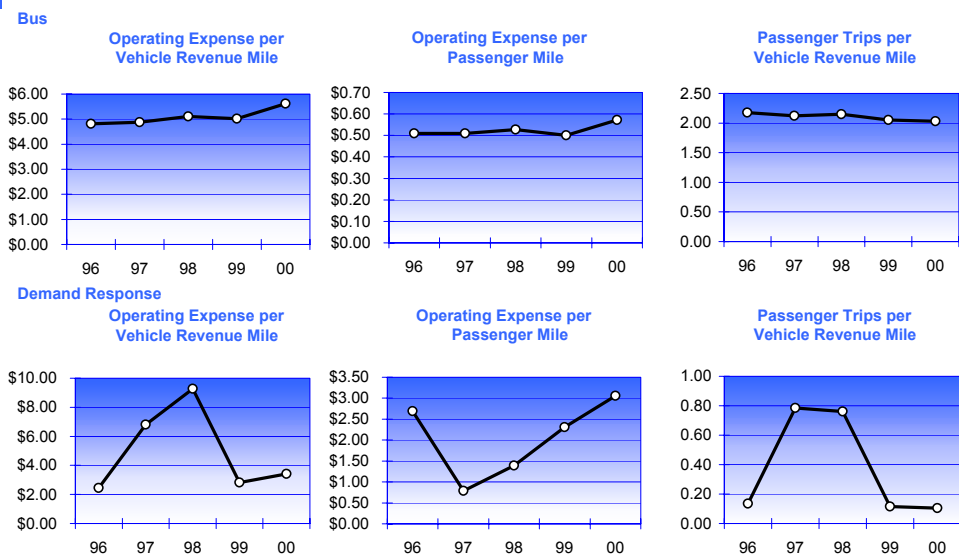 Bus
Operating Expense per
Vehicle Revenue Mile
$6.00
$5.00
$4.00
$3.00
$2.00
$1.00
$0.00
96 97 98 99 00
Operating Expense per
Passenger Mile
$0.70
$0.60
$0.50
$0.40
$0.30
$0.20
$0.10
$0.00
96 97 98 99 00
Passenger Trips per
Vehicle Revenue Mile
2.50
2.00
1.50
1.00
0.50
0.00
96 97 98 99 00
Demand Response
Operating Expense per
Vehicle Revenue Mile
$10.00
$8.00
$6.00
$4.00
$2.00
$0.00
96 97 98 99 00
Operating Expense per
Passenger Mile
$3.50
$3.00
$2.50
$2.00
$1.50
$1.00
$0.50
$0.00
96 97 98 99 00
Passenger Trips per
Vehicle Revenue Mile
1.00
0.80
0.60
0.40
0.20
0.00
96 97 98 99 00